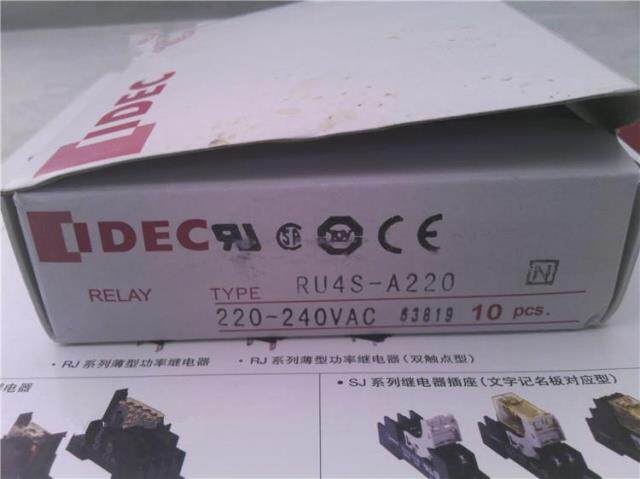 IDEC
IDEC
RELAY TYPE RU4S-A220 N
220-240VAC 63819 10 pcs.
· RJ 系列薄型功率继电器 · RJ 系列薄型功率继电器(双触点型)
继电器
· SJ 系列继电器插座(文字记名板对应型)